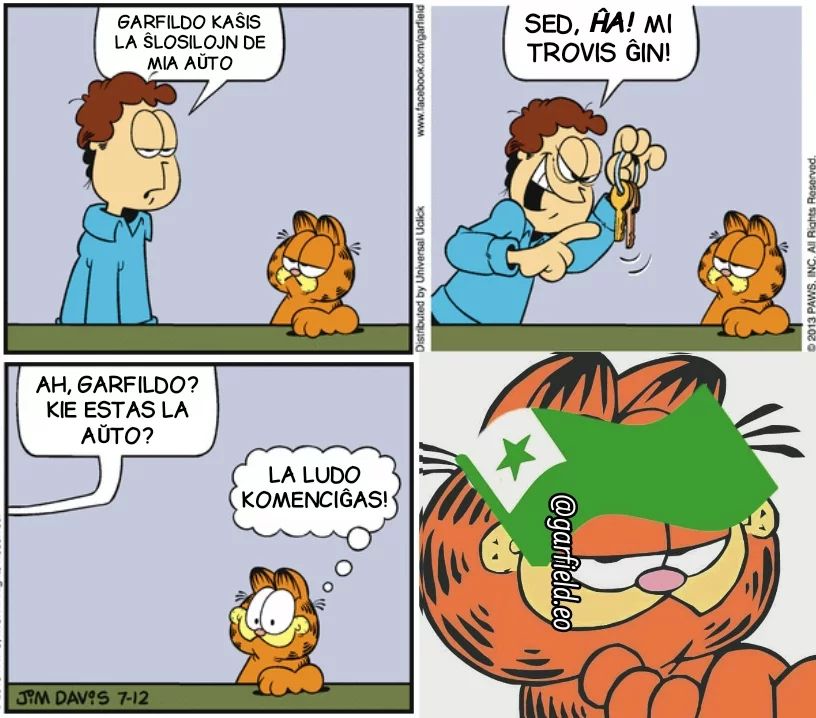 GARFILDO KAŜIS
LA ŜLOSILOJN DE
MIA AŬTO
www.facebook.com/garfield
Distributed by Universal Uclick
SED, ĤA! MI
TROVIS ĜIN!
© 2013 PAWS, INC. All Rights Reserved.
AH, GARFILDO?
KIE ESTAS LA
AŬTO?
LA LUDO
KOMENCIĜAS!
JIM DAVIS 7-12
@garfield.eo